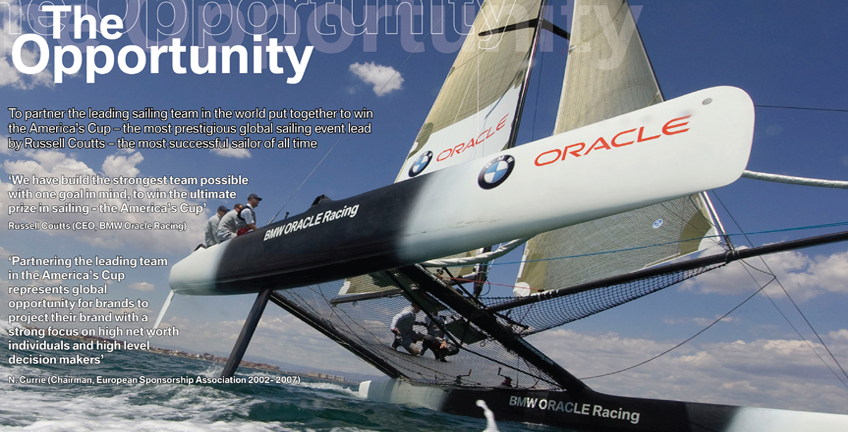 The Opportunity
The
Opportunity
To partner the leading sailing team in the world put together to win
the America's Cup – the most prestigious global sailing event lead
by Russell Coutts – the most successful sailor of all time
'We have build the strongest team possible
with one goal in mind, to win the ultimate
prize in sailing - the America's Cup'
Russell Coutts (CEO, BMW Oracle Racing)
'Partnering the leading team
in the America's Cup
represents global
opportunity for brands to
project their brand with a
strong focus on high net worth
individuals and high level
decision makers'
N. Currie (Chairman, European Sponsorship Association 2002- 2007)
ORACLE
BMW ORACLE
BMW ORACLE Racing
BMW ORACLE Racing